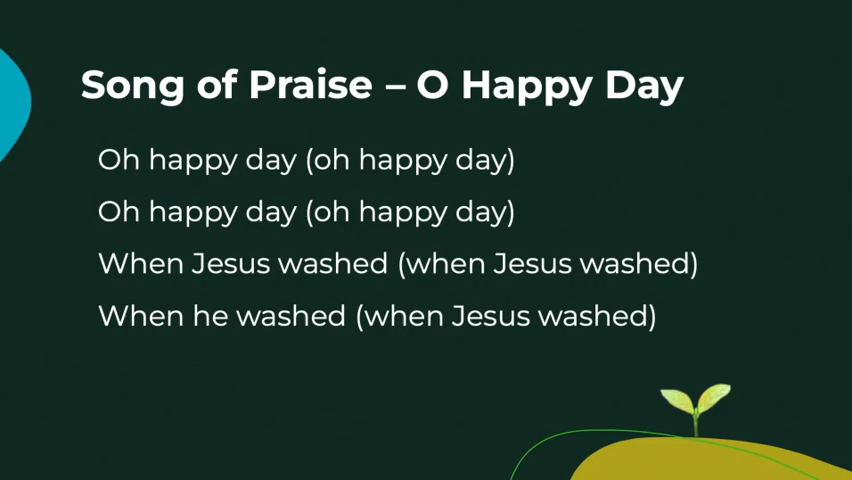 Song of Praise – O Happy Day
Oh happy day (oh happy day)
Oh happy day (oh happy day)
When Jesus washed (when Jesus washed)
When he washed (when Jesus washed)